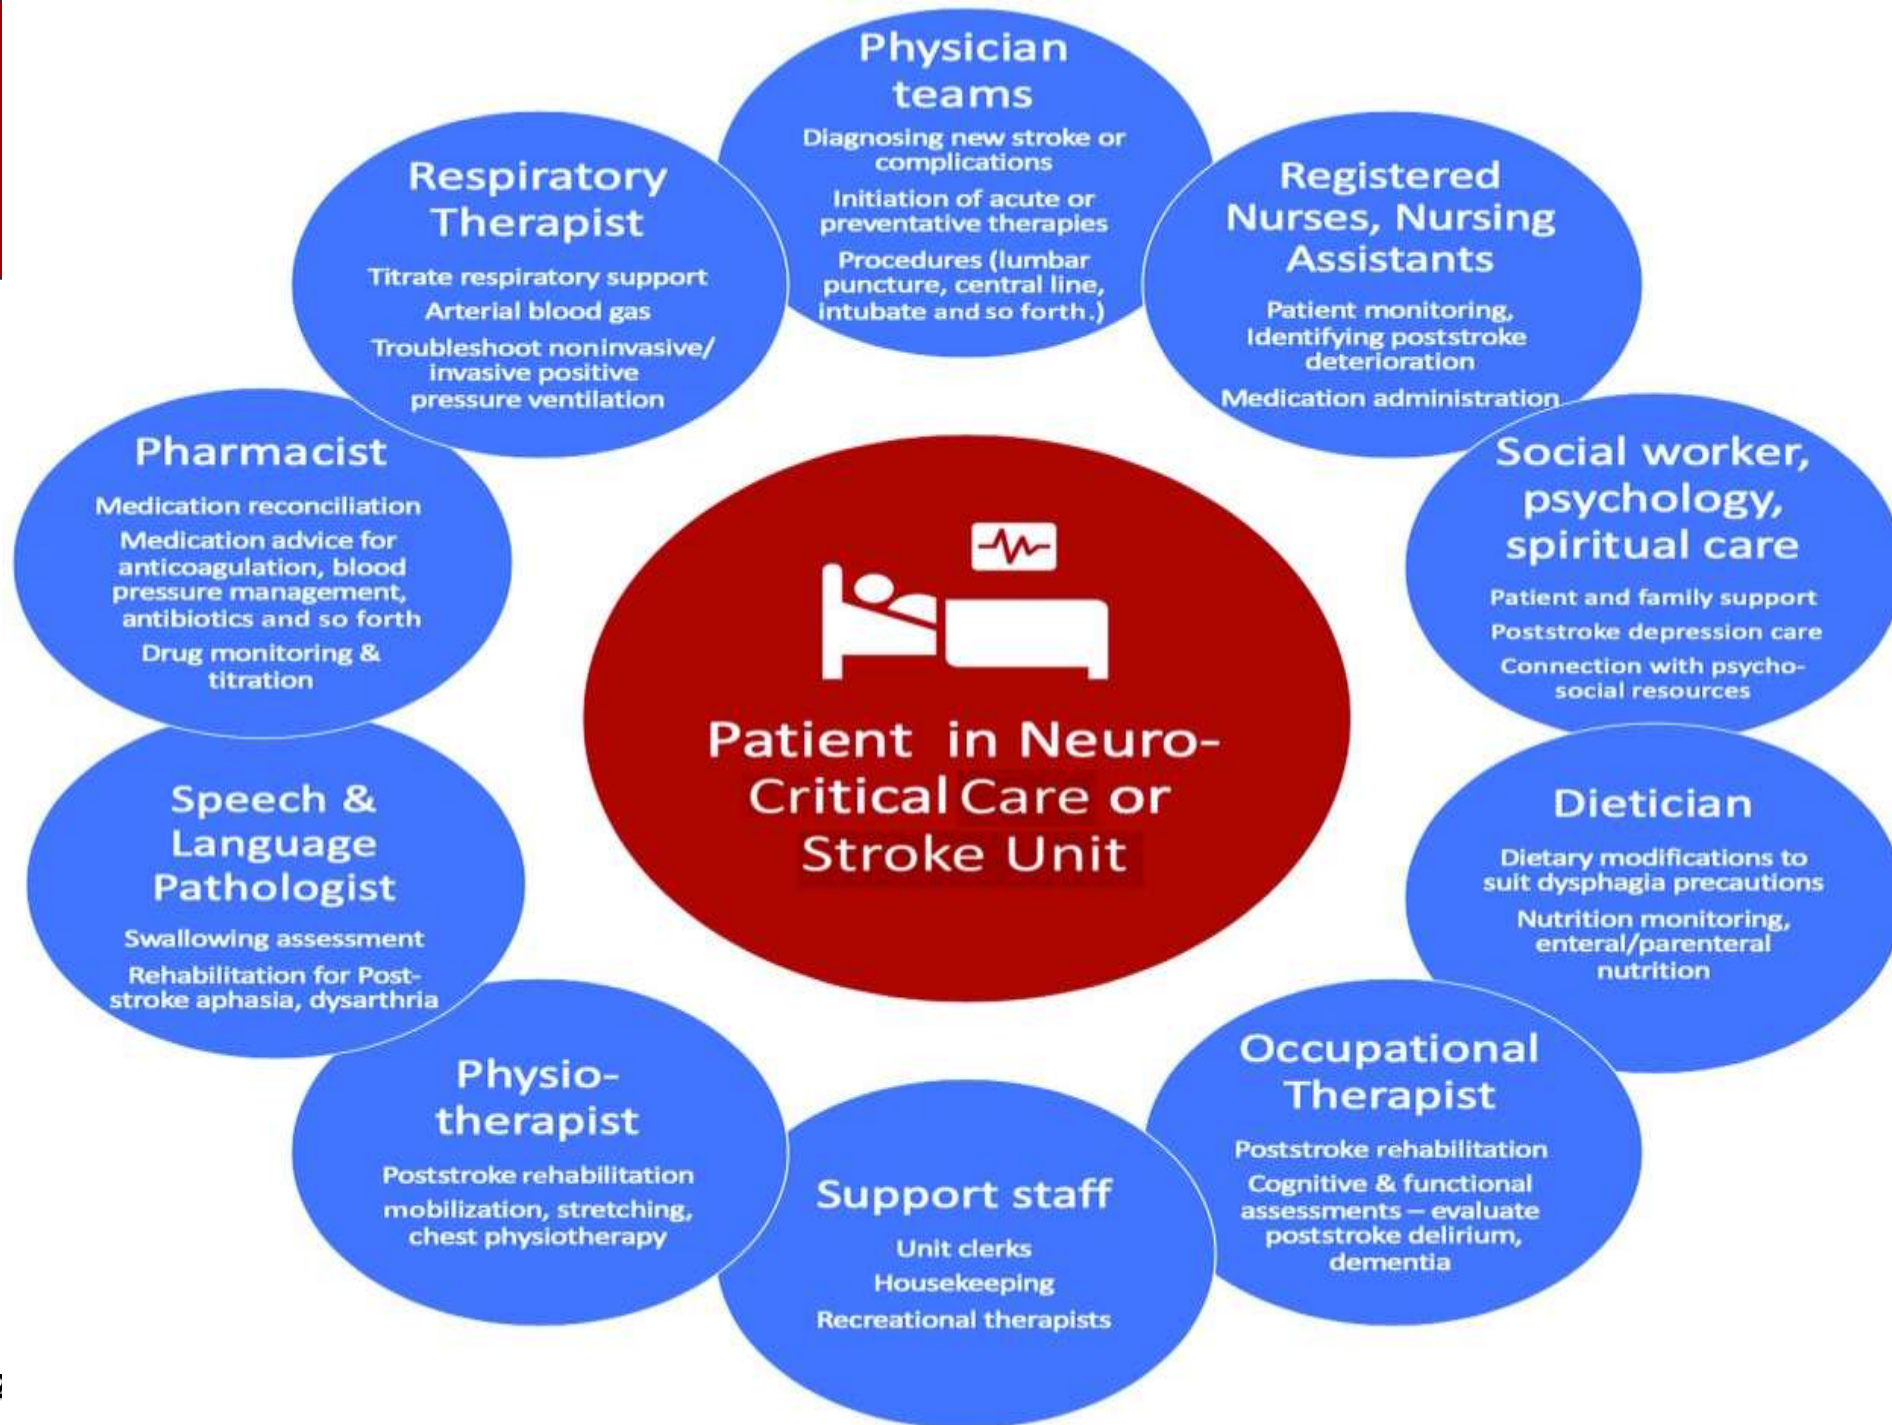 Physician
teams
Diagnosing new stroke or
complications
Initiation of acute or
preventative therapies
Procedures (lumbar
puncture, central line,
intubate and so forth.)
Registered
Nurses, Nursing
Assistants
Patient monitoring,
Identifying poststroke
deterioration
Medication administration
Social worker,
psychology,
spiritual care
Patient and family support
Poststroke depression care
Connection with psycho-
social resources
Dietician
Dietary modifications to
suit dysphagia precautions
Nutrition monitoring,
enteral/parenteral
nutrition
Occupational
Therapist
Poststroke rehabilitation
Cognitive & functional
assessments – evaluate
poststroke delirium,
dementia
Support staff
Unit clerks
Housekeeping
Recreational therapists
Physio-
therapist
Poststroke rehabilitation
mobilization, stretching,
chest physiotherapy
Speech &
Language
Pathologist
Swallowing assessment
Rehabilitation for Post-
stroke aphasia, dysarthria
Pharmacist
Medication reconciliation
Medication advice for
anticoagulation, blood
pressure management,
antibiotics and so forth
Drug monitoring &
titration
Respiratory
Therapist
Titrate respiratory support
Arterial blood gas
Troubleshoot noninvasive/
invasive positive
pressure ventilation
Patient in Neuro-
Critical Care or
Stroke Unit